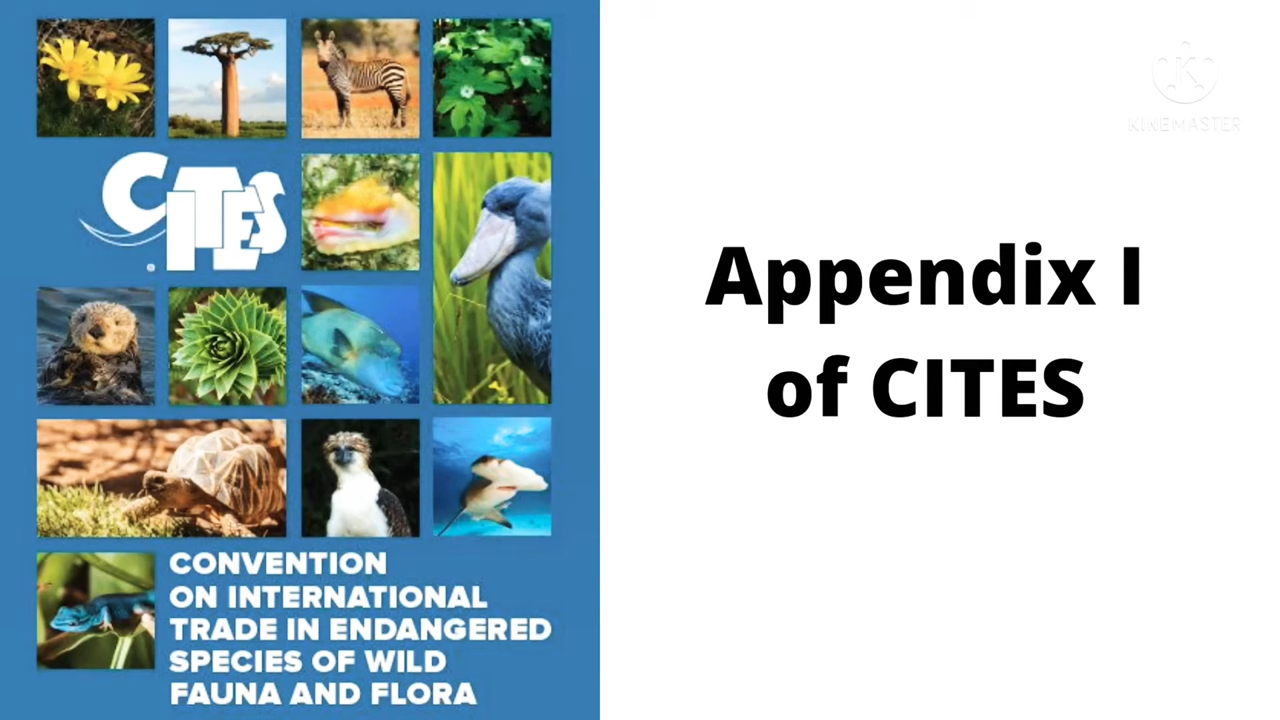 CITES
CONVENTION
ON INTERNATIONAL
TRADE IN ENDANGERED
SPECIES OF WILD
FAUNA AND FLORA
KINEMASTER
Appendix I
of CITES